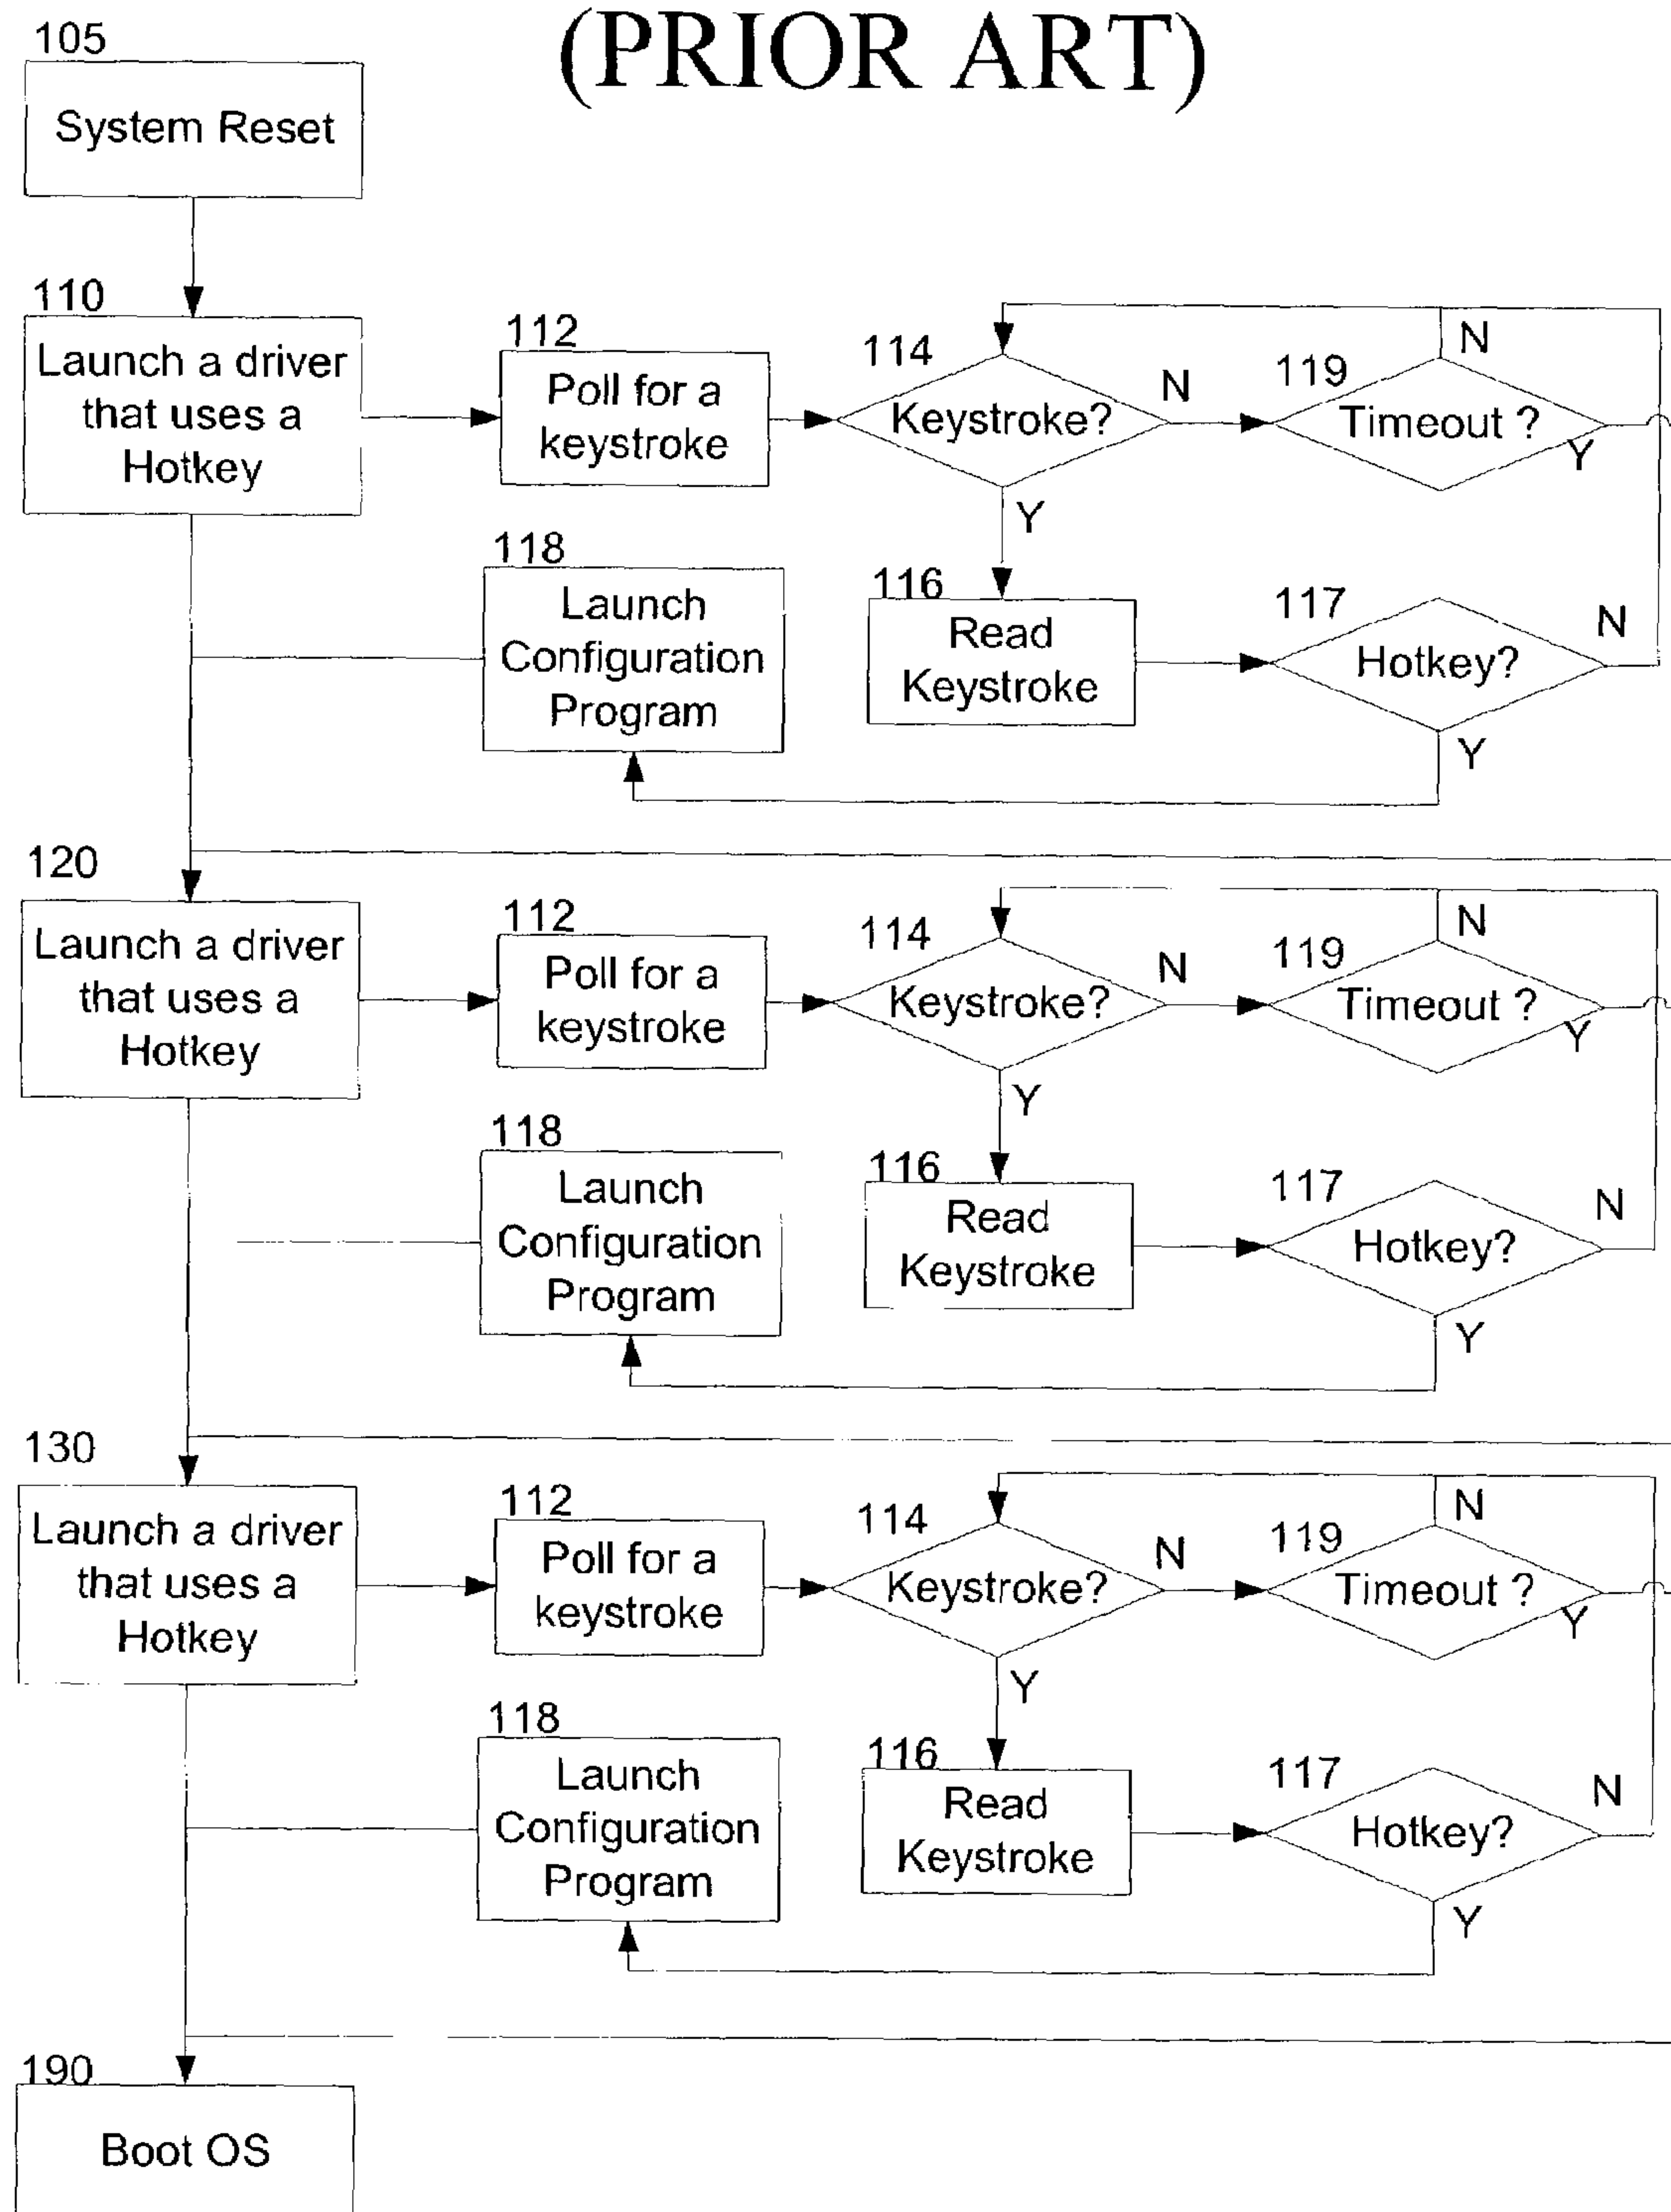 (PRIOR ART)
105
System Reset
110
Launch a driver
that uses a
Hotkey
112
Poll for a
keystroke
114
Keystroke?
N
119
Timeout ?
N
Y
Y
118
Launch
Configuration
Program
116
Read
Keystroke
117
Hotkey?
N
Y
120
Launch a driver
that uses a
Hotkey
112
Poll for a
keystroke
114
Keystroke?
N
119
Timeout ?
N
Y
Y
118
Launch
Configuration
Program
116
Read
Keystroke
117
Hotkey?
N
Y
130
Launch a driver
that uses a
Hotkey
112
Poll for a
keystroke
114
Keystroke?
N
119
Timeout ?
N
Y
Y
118
Launch
Configuration
Program
116
Read
Keystroke
117
Hotkey?
N
Y
190
Boot OS